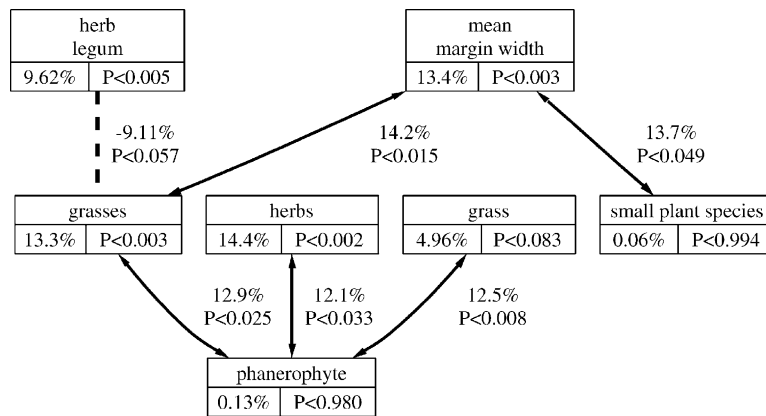 herb
legum
9.62% P<0.005
mean
margin width
13.4% P<0.003
-9.11%
P<0.057
14.2%
P<0.015
13.7%
P<0.049
grasses
13.3% P<0.003
herbs
14.4% P<0.002
grass
4.96% P<0.083
small plant species
0.06% P<0.994
12.9%
P<0.025
12.1%
P<0.033
12.5%
P<0.008
phanerophyte
0.13% P<0.980